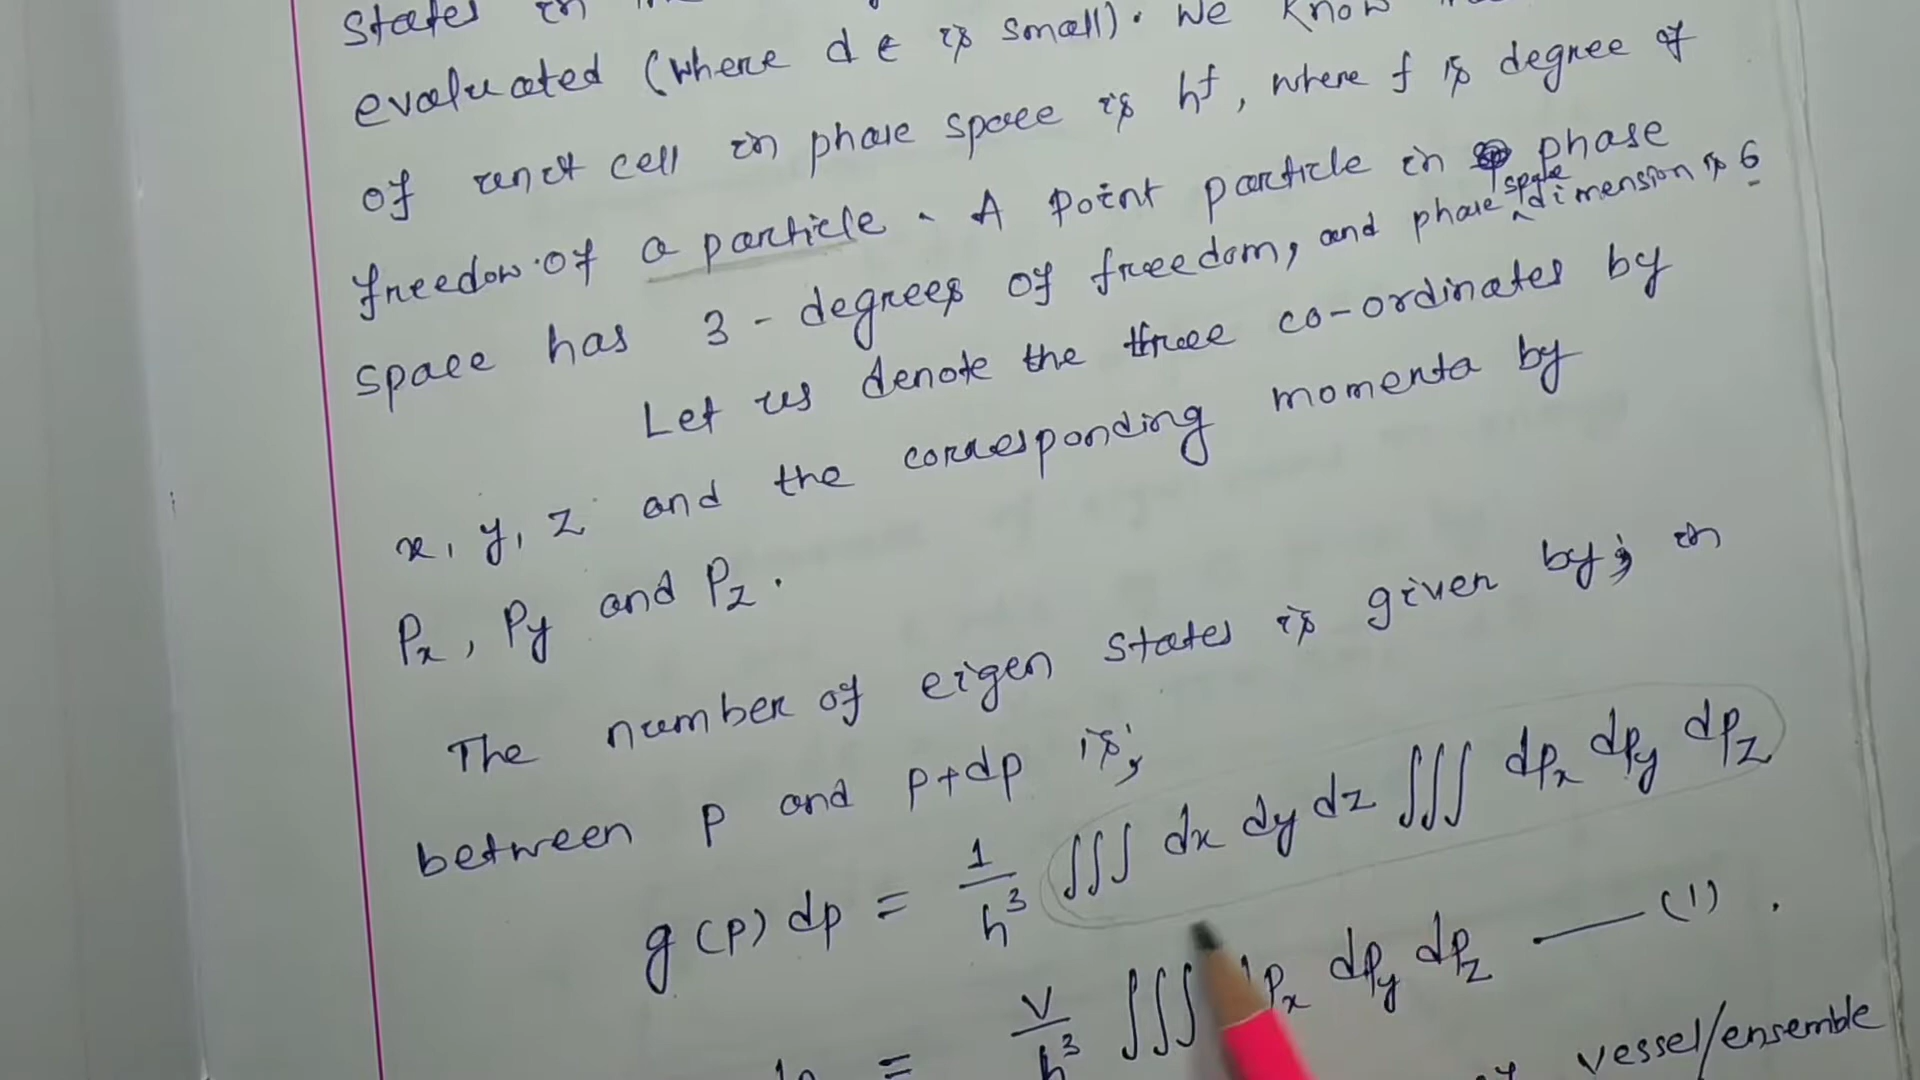 States in
evaluated (where dϵ is small). We know
of unit cell in phase space is h^f, where f is degree of
freedom of a particle. A point particle in phase
space has 3-degrees of freedom, and phase space dimension is 6
Let us denote the three co-ordinates by
x, y, z and the corresponding momenta by
Px, Py and Pz.
The number of eigen states is given by; in
between p and p+dp is;
g(p) dp = 1/h³ ∭ dx dy dz ∭ dpx dpy dpz
= V/h³ ∭ dpx dpy dpz —— (1).
vessel/ensemble